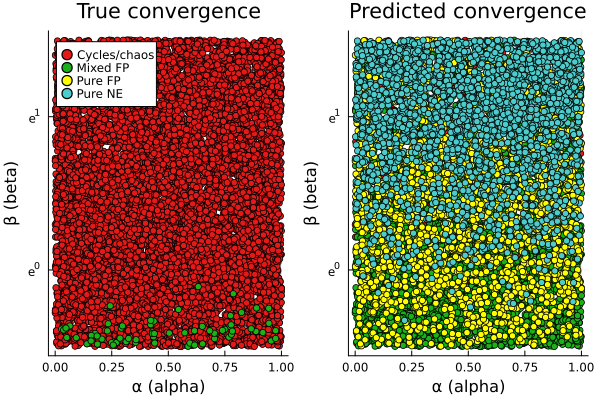 True convergence
Cycles/chaos
Mixed FP
Pure FP
Pure NE
e¹
e⁰
β (beta)
0.00 0.25 0.50 0.75 1.00
α (alpha)
Predicted convergence
e¹
e⁰
β (beta)
0.00 0.25 0.50 0.75 1.00
α (alpha)